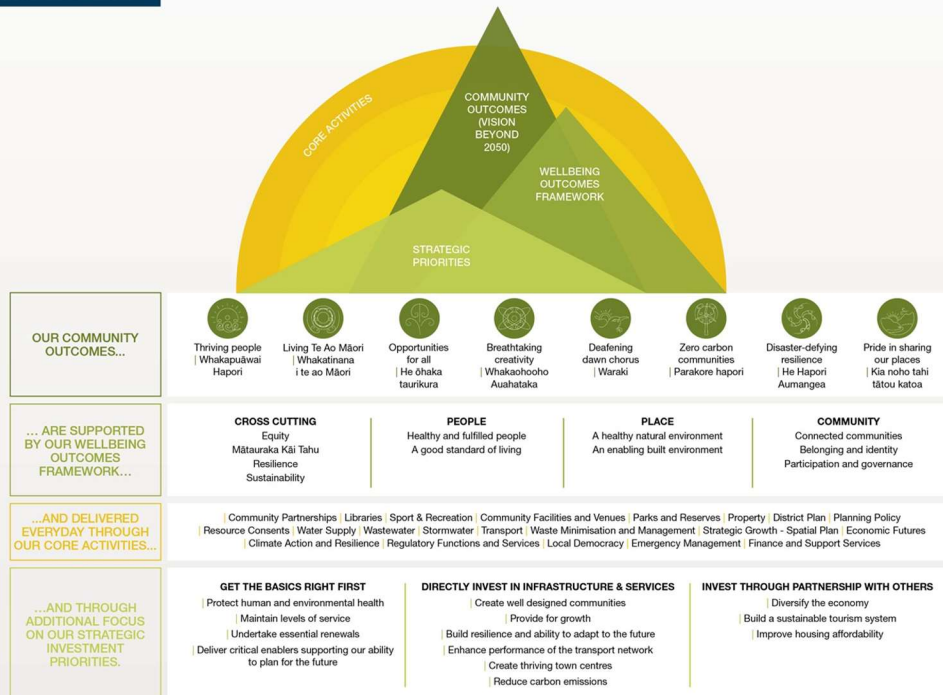 CORE ACTIVITIES
COMMUNITY
OUTCOMES
(VISION
BEYOND
2050)
WELLBEING
OUTCOMES
FRAMEWORK
STRATEGIC
PRIORITIES
OUR COMMUNITY
OUTCOMES...
Thriving people
| Whakapuāwai
Hapori
Living Te Ao Māori
| Whakatinana
i te ao Māori
Opportunities
for all
| He ōhaka
taurikura
Breathtaking
creativity
| Whakaohooho
Auahataka
Deafening
dawn chorus
| Waraki
Zero carbon
communities
| Parakore hapori
Disaster-defying
resilience
| He Hapori
Aumangea
Pride in sharing
our places
| Kia noho tahi
tātou katoa
... ARE SUPPORTED
BY OUR WELLBEING
OUTCOMES
FRAMEWORK...
CROSS CUTTING
Equity
Mātauraka Kāi Tahu
Resilience
Sustainability
PEOPLE
Healthy and fulfilled people
A good standard of living
PLACE
A healthy natural environment
An enabling built environment
COMMUNITY
Connected communities
Belonging and identity
Participation and governance
...AND DELIVERED
EVERYDAY THROUGH
OUR CORE ACTIVITIES...
| Community Partnerships | Libraries | Sport & Recreation | Community Facilities and Venues | Parks and Reserves | Property | District Plan | Planning Policy
| Resource Consents | Water Supply | Wastewater | Stormwater | Transport | Waste Minimisation and Management | Strategic Growth - Spatial Plan | Economic Futures
| Climate Action and Resilience | Regulatory Functions and Services | Local Democracy | Emergency Management | Finance and Support Services
...AND THROUGH
ADDITIONAL FOCUS
ON OUR STRATEGIC
INVESTMENT
PRIORITIES.
GET THE BASICS RIGHT FIRST
| Protect human and environmental health
| Maintain levels of service
| Undertake essential renewals
| Deliver critical enablers supporting our ability
to plan for the future
DIRECTLY INVEST IN INFRASTRUCTURE & SERVICES
| Create well designed communities
| Provide for growth
| Build resilience and ability to adapt to the future
| Enhance performance of the transport network
| Create thriving town centres
| Reduce carbon emissions
INVEST THROUGH PARTNERSHIP WITH OTHERS
| Diversify the economy
| Build a sustainable tourism system
| Improve housing affordability